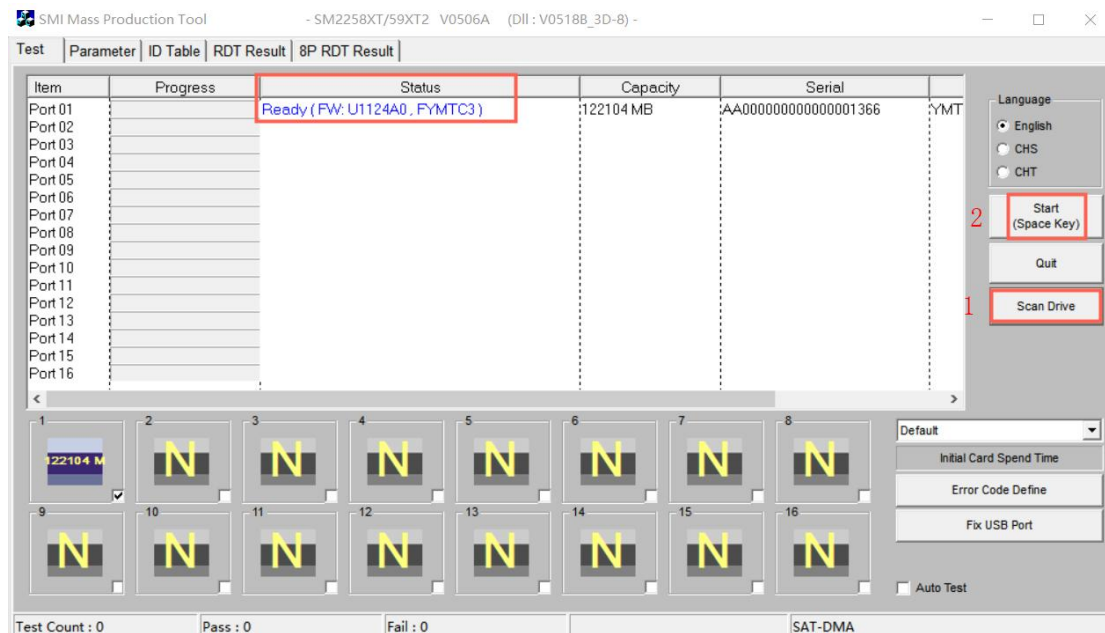 SMI Mass Production Tool - SM2258XT/59XT2 V0506A (Dll : V0518B_3D-8) -
Test Parameter ID Table RDT Result 8P RDT Result
Item Progress Status Capacity Serial
Port 01 Ready ( FW: U1124A0 , FYMTC3 ) 122104 MB AA000000000000001366 YMT
Port 02
Port 03
Port 04
Port 05
Port 06
Port 07
Port 08
Port 09
Port 10
Port 11
Port 12
Port 13
Port 14
Port 15
Port 16
Language
English
CHS
CHT
2 Start
(Space Key)
Quit
1 Scan Drive
1 2 3 4 5 6 7 8
122104 M N N N N N N N
9 10 11 12 13 14 15 16
N N N N N N N N
Default
Initial Card Spend Time
Error Code Define
Fix USB Port
Auto Test
Test Count : 0 Pass : 0 Fail : 0 SAT-DMA